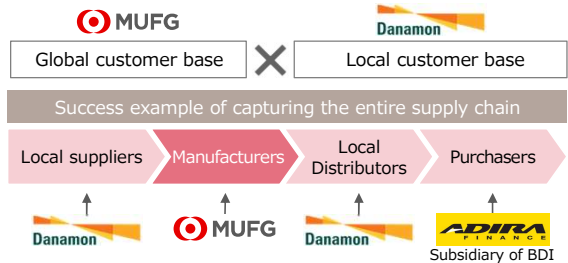 MUFG
Danamon
Global customer base
Local customer base
Success example of capturing the entire supply chain
Local suppliers
Manufacturers
Local
Distributors
Purchasers
Danamon
MUFG
Danamon
ADIRA
FINANCE
Subsidiary of BDI